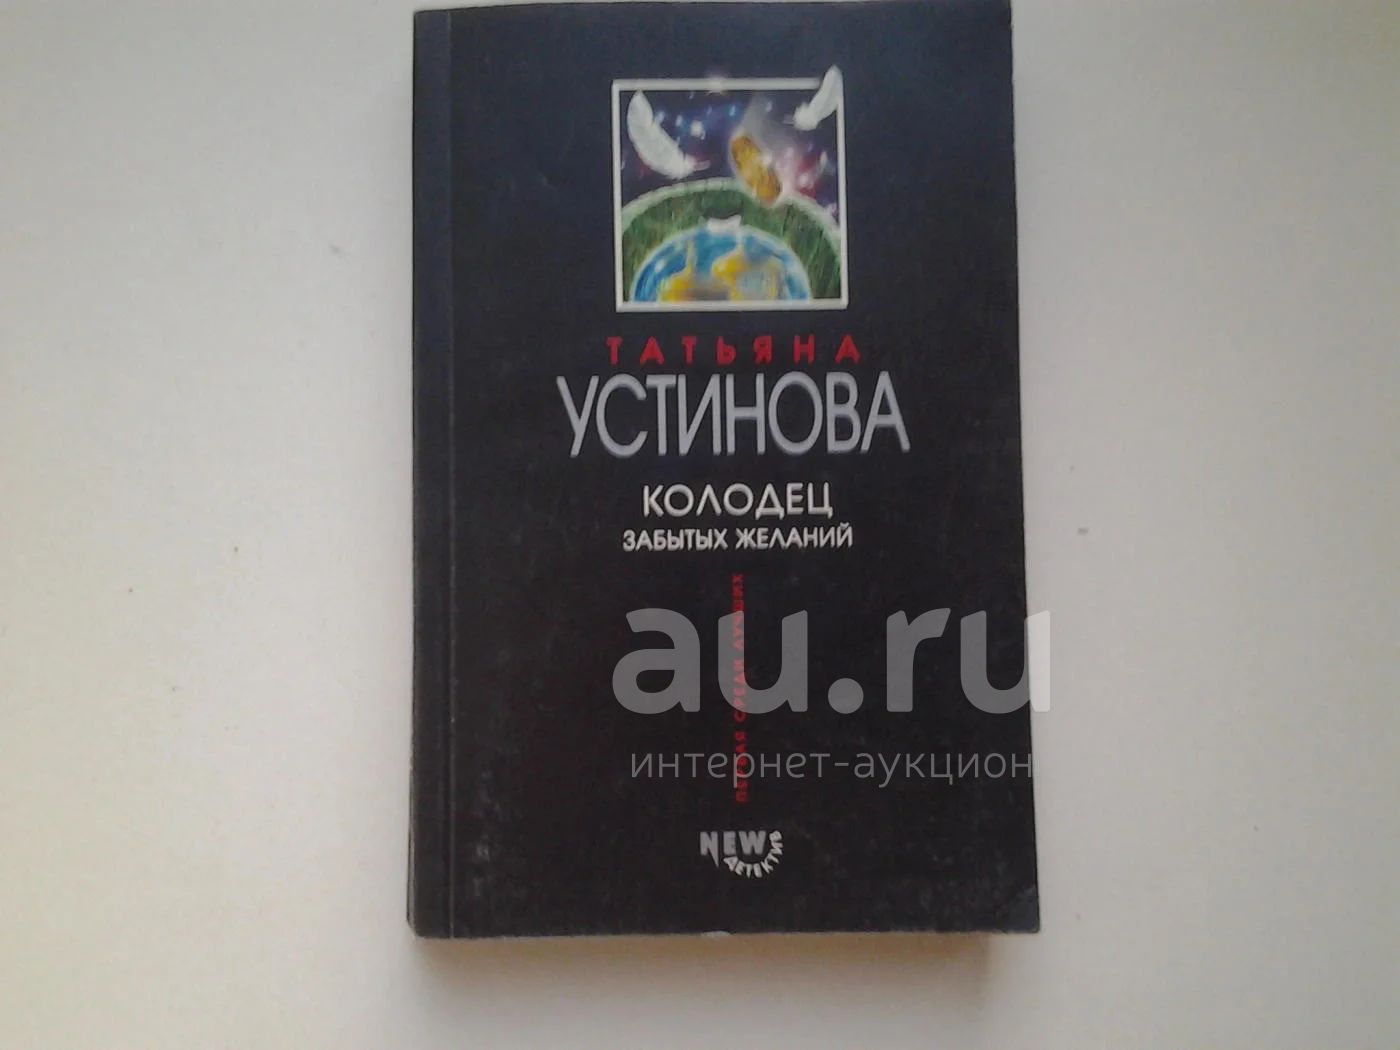 ТАТЬЯНА
УСТИНОВА
КОЛОДЕЦ
ЗАБЫТЫХ ЖЕЛАНИЙ
ПЕРВАЯ СРЕДИ ЛУЧШИХ
au.ru
интернет-аукцион
NEW
ДЕТЕКТИВ